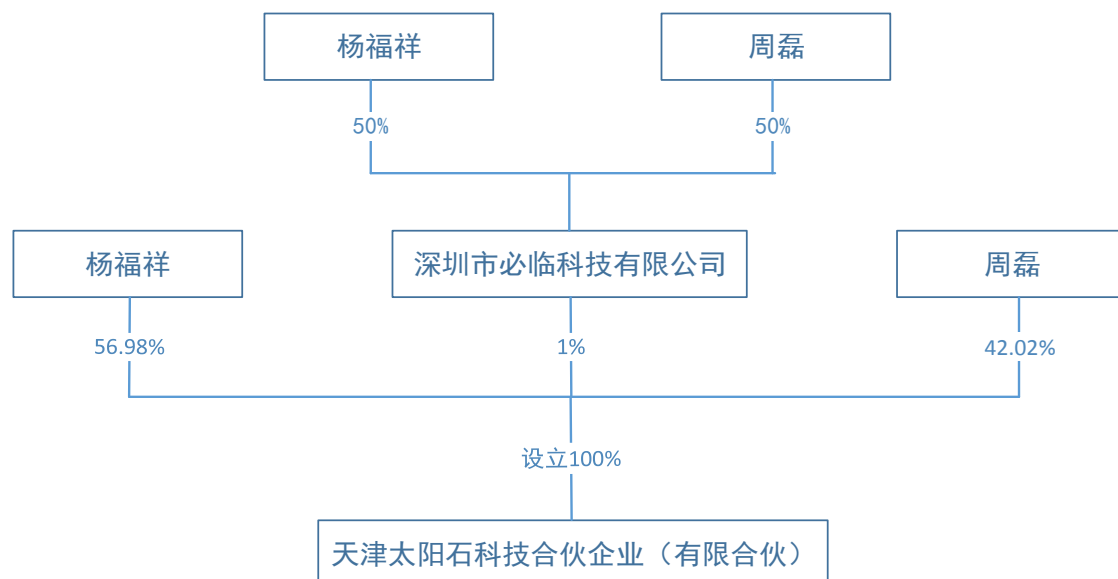 杨福祥
周磊
50%
50%
杨福祥
深圳市必临科技有限公司
周磊
56.98%
1%
42.02%
设立100%
天津太阳石科技合伙企业（有限合伙）